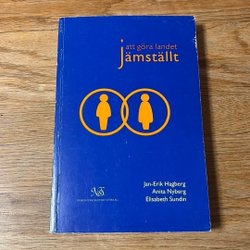 att göra landet
jämställt
Jan-Erik Hagberg
Anita Nyberg
Elisabeth Sundin